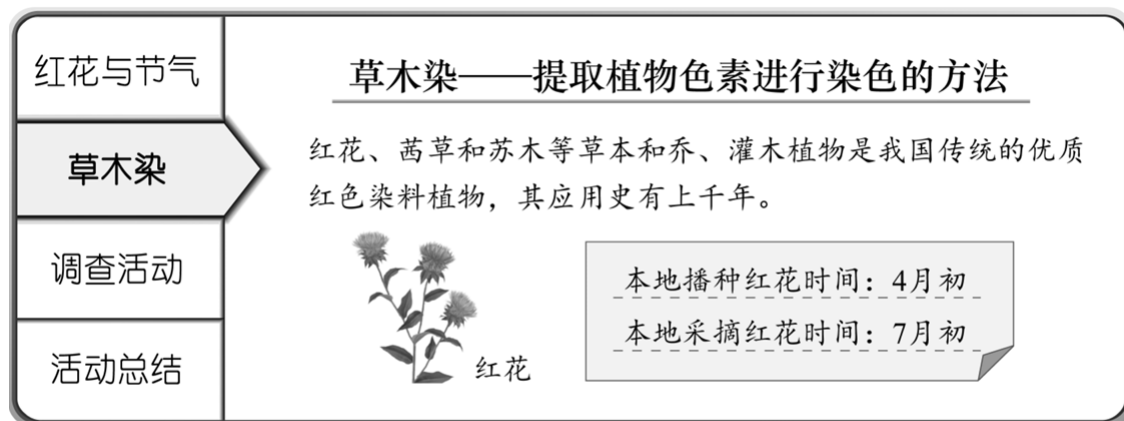 红花与节气
草木染
调查活动
活动总结
草木染——提取植物色素进行染色的方法
红花、茜草和苏木等草本和乔、灌木植物是我国传统的优质
红色染料植物，其应用史有上千年。
红花
本地播种红花时间：4月初
本地采摘红花时间：7月初